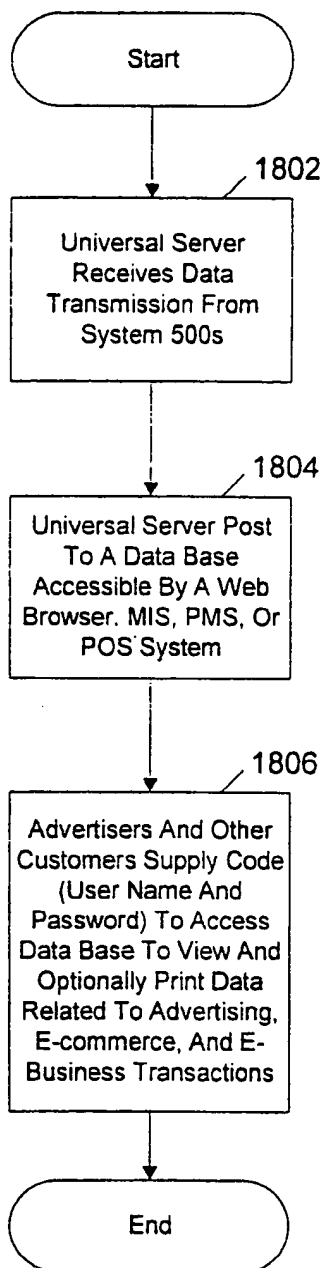 Start
1802
Universal Server
Receives Data
Transmission From
System 500s
1804
Universal Server Post
To A Data Base
Accessible By A Web
Browser. MIS, PMS, Or
POS System
1806
Advertisers And Other
Customers Supply Code
(User Name And
Password) To Access
Data Base To View And
Optionally Print Data
Related To Advertising,
E-commerce, And E-
Business Transactions
End